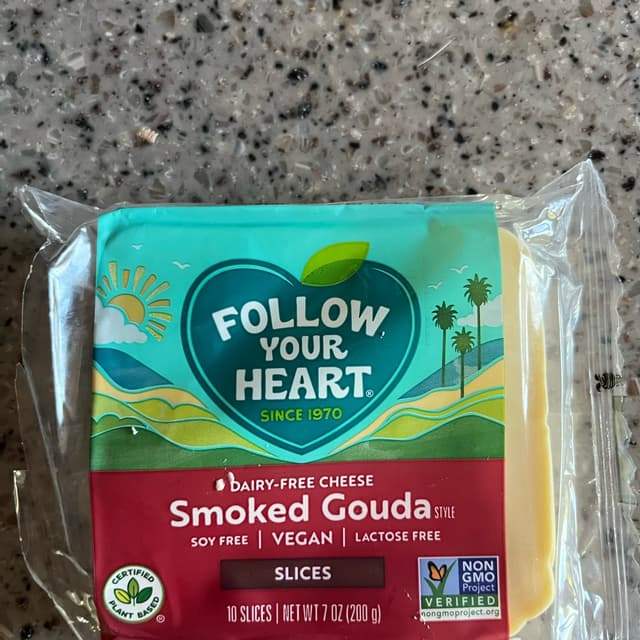 FOLLOW
YOUR
HEART®
SINCE 1970
DAIRY-FREE CHEESE
Smoked Gouda STYLE
SOY FREE | VEGAN | LACTOSE FREE
SLICES
10 SLICES | NET WT 7 OZ (200 g)
CERTIFIED
PLANT BASED®
NON
GMO
Project
VERIFIED
nongmoproject.org